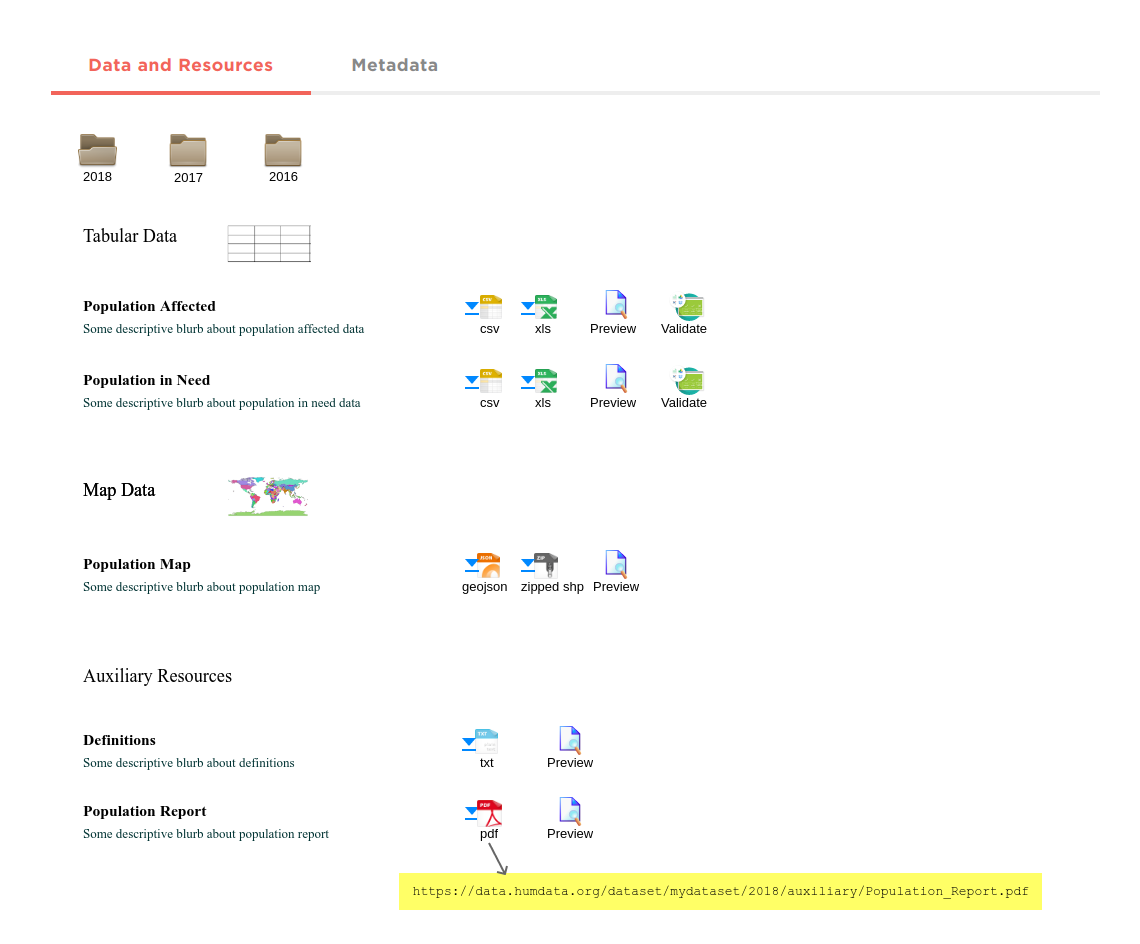 Data and Resources Metadata
2018 2017 2016
Tabular Data
Population Affected
Some descriptive blurb about population affected data
CSV XLS
csv xls Preview Validate
Population in Need
Some descriptive blurb about population in need data
CSV XLS
csv xls Preview Validate
Map Data
Population Map
Some descriptive blurb about population map
JSON ZIP
geojson zipped shp Preview
Auxiliary Resources
Definitions
Some descriptive blurb about definitions
TXT
txt Preview
Population Report
Some descriptive blurb about population report
PDF
pdf Preview
https://data.humdata.org/dataset/mydataset/2018/auxiliary/Population_Report.pdf